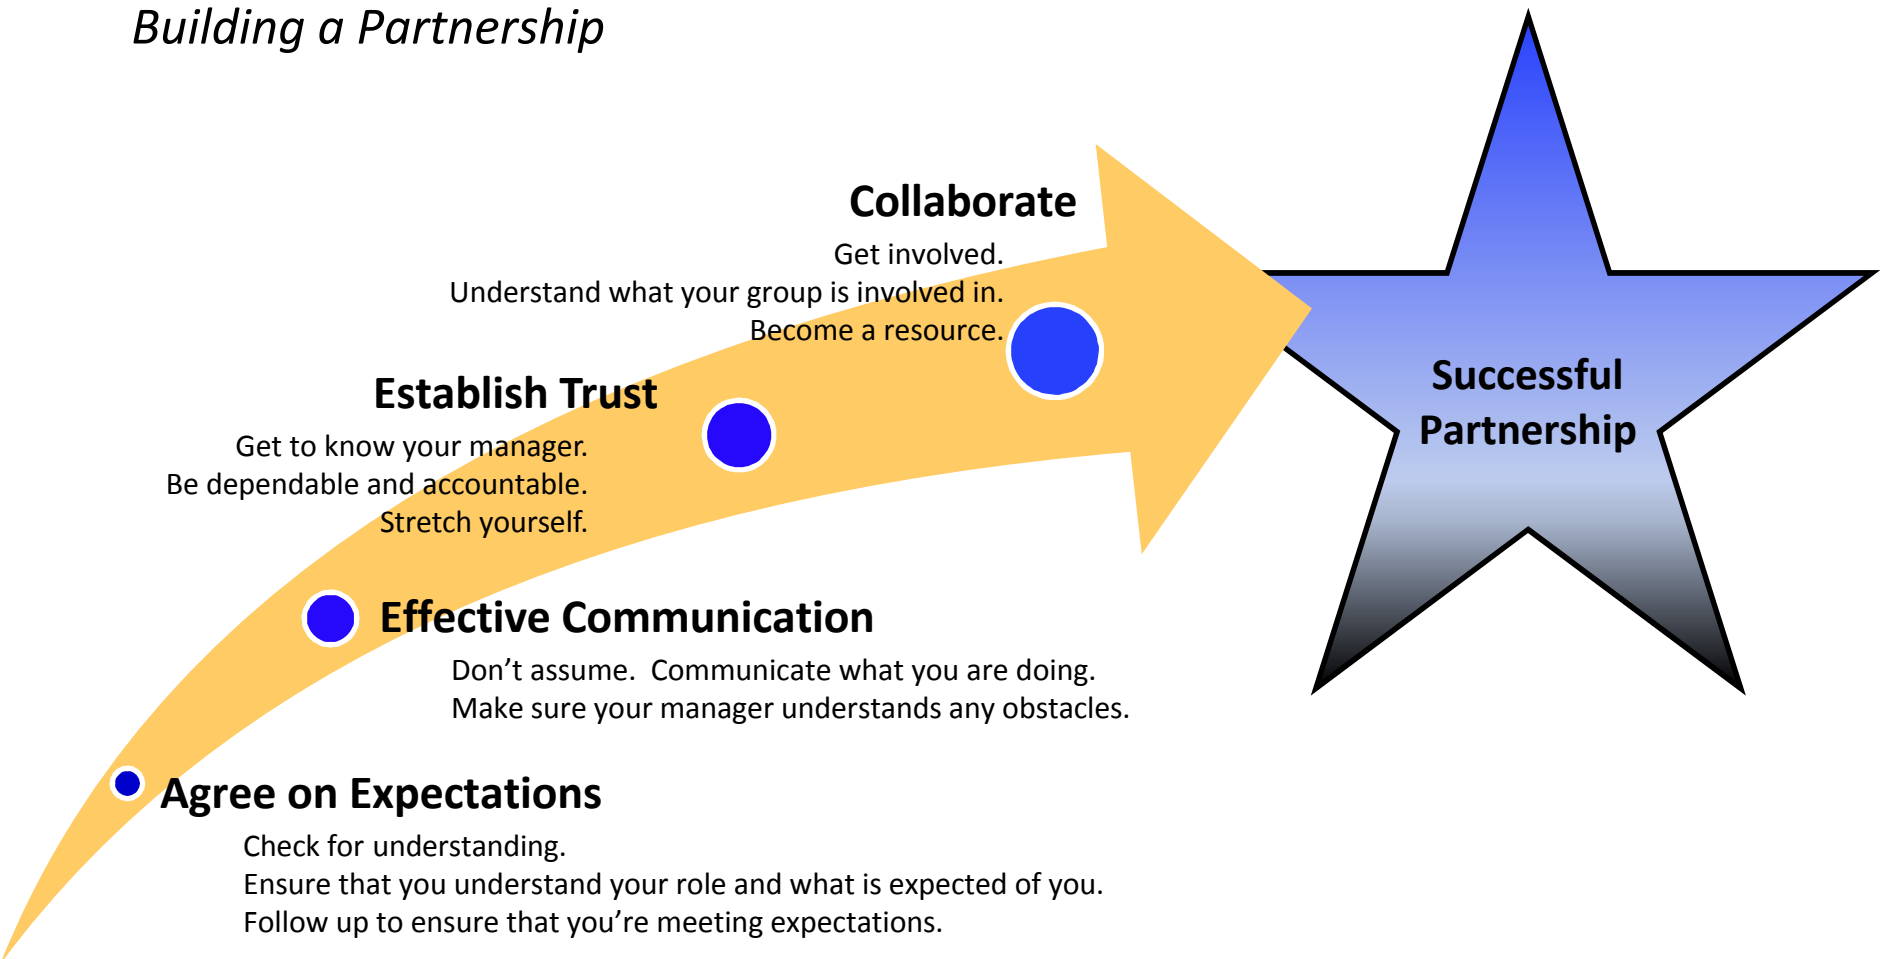 Building a Partnership
Collaborate
Get involved.
Understand what your group is involved in.
Become a resource.
Successful
Partnership
Establish Trust
Get to know your manager.
Be dependable and accountable.
Stretch yourself.
Effective Communication
Don’t assume.  Communicate what you are doing.
Make sure your manager understands any obstacles.
Agree on Expectations
Check for understanding.
Ensure that you understand your role and what is expected of you.
Follow up to ensure that you’re meeting expectations.